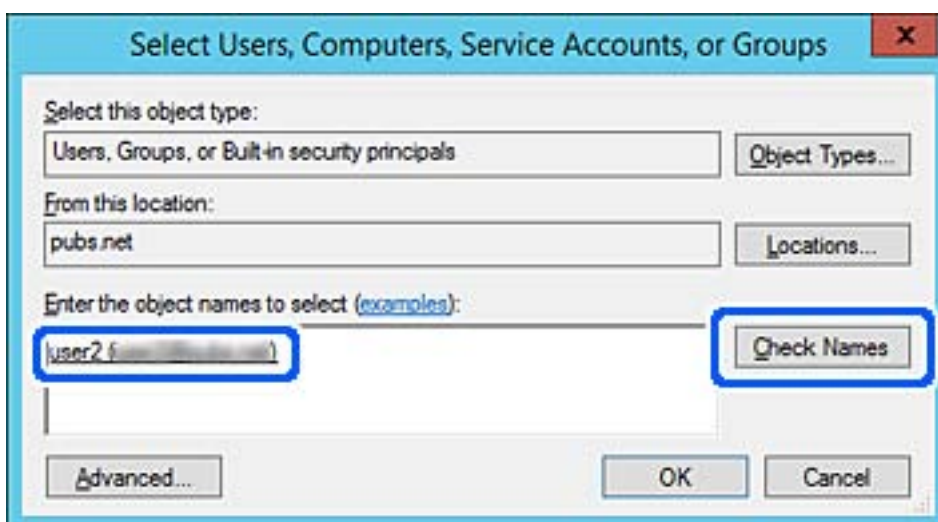 Select Users, Computers, Service Accounts, or Groups
Select this object type:
Users, Groups, or Built-in security principals
Object Types...
From this location:
pubs.net
Locations...
Enter the object names to select (examples):
user2 (
)
Check Names
Advanced...
OK
Cancel